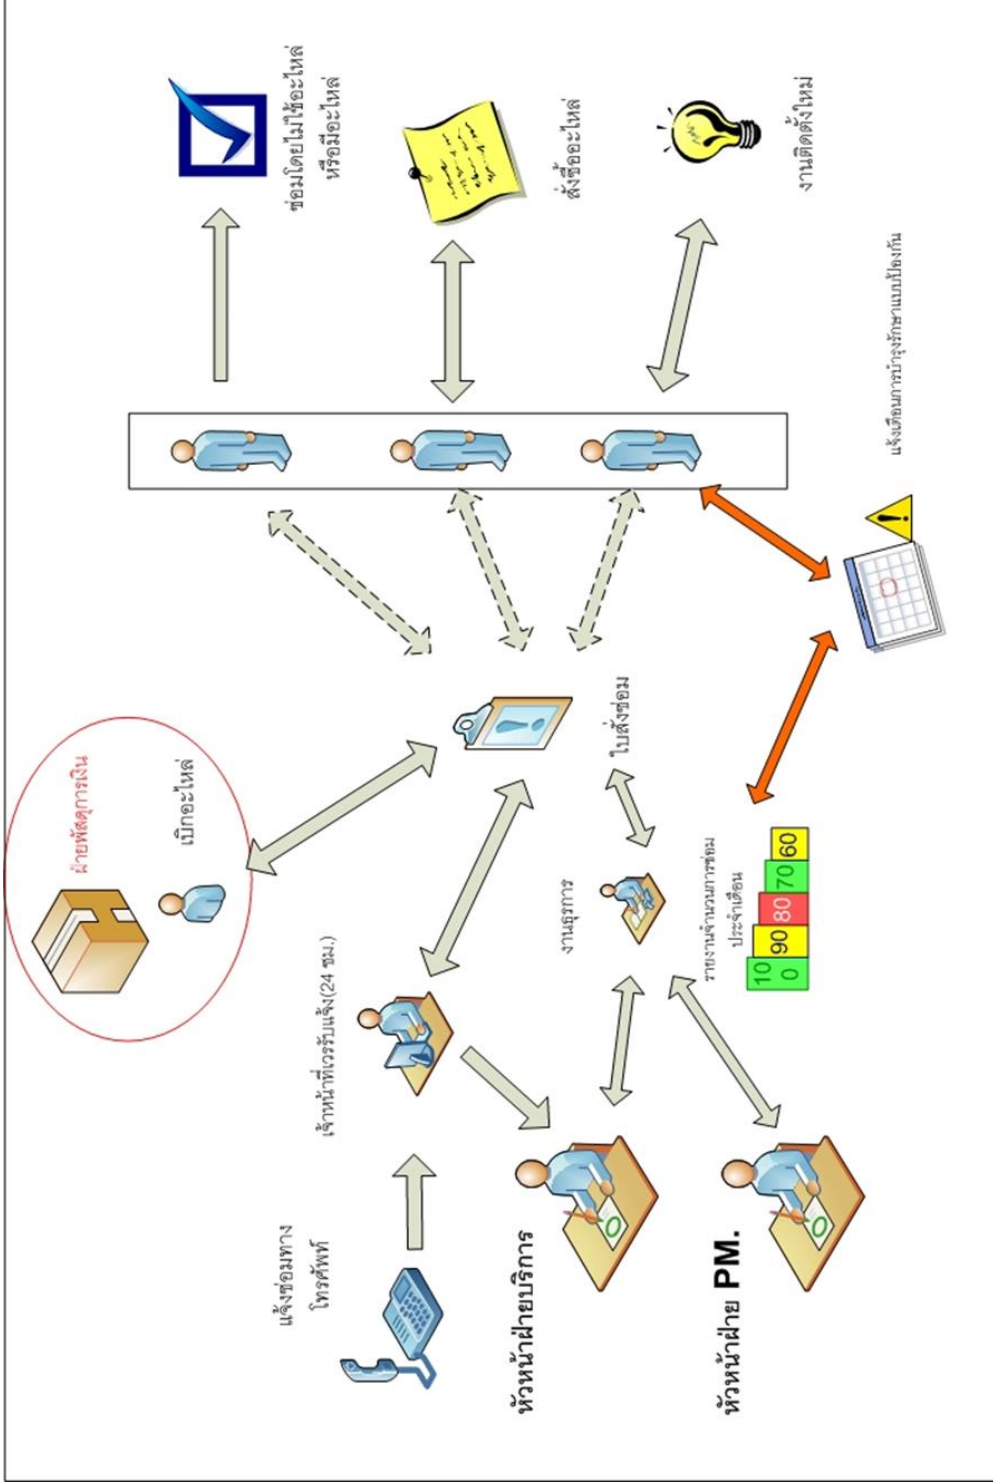 ฝ่ายพัสดุการเงิน
เบิกอะไหล่
ซ่อมโดยไม่ใช้อะไหล่
หรือมีอะไหล่
แจ้งซ่อมทาง
โทรศัพท์
เจ้าหน้าที่เวรรับแจ้ง(24 ชม.)
สั่งซื้ออะไหล่
หัวหน้าฝ่ายบริการ
งานธุรการ
ใบสั่งซ่อม
งานติดตั้งใหม่
หัวหน้าฝ่าย PM.
รายงานจำนวนการซ่อม
ประจำเดือน
10
0
90
80
70
60
แจ้งเตือนการบำรุงรักษาแบบป้องกัน